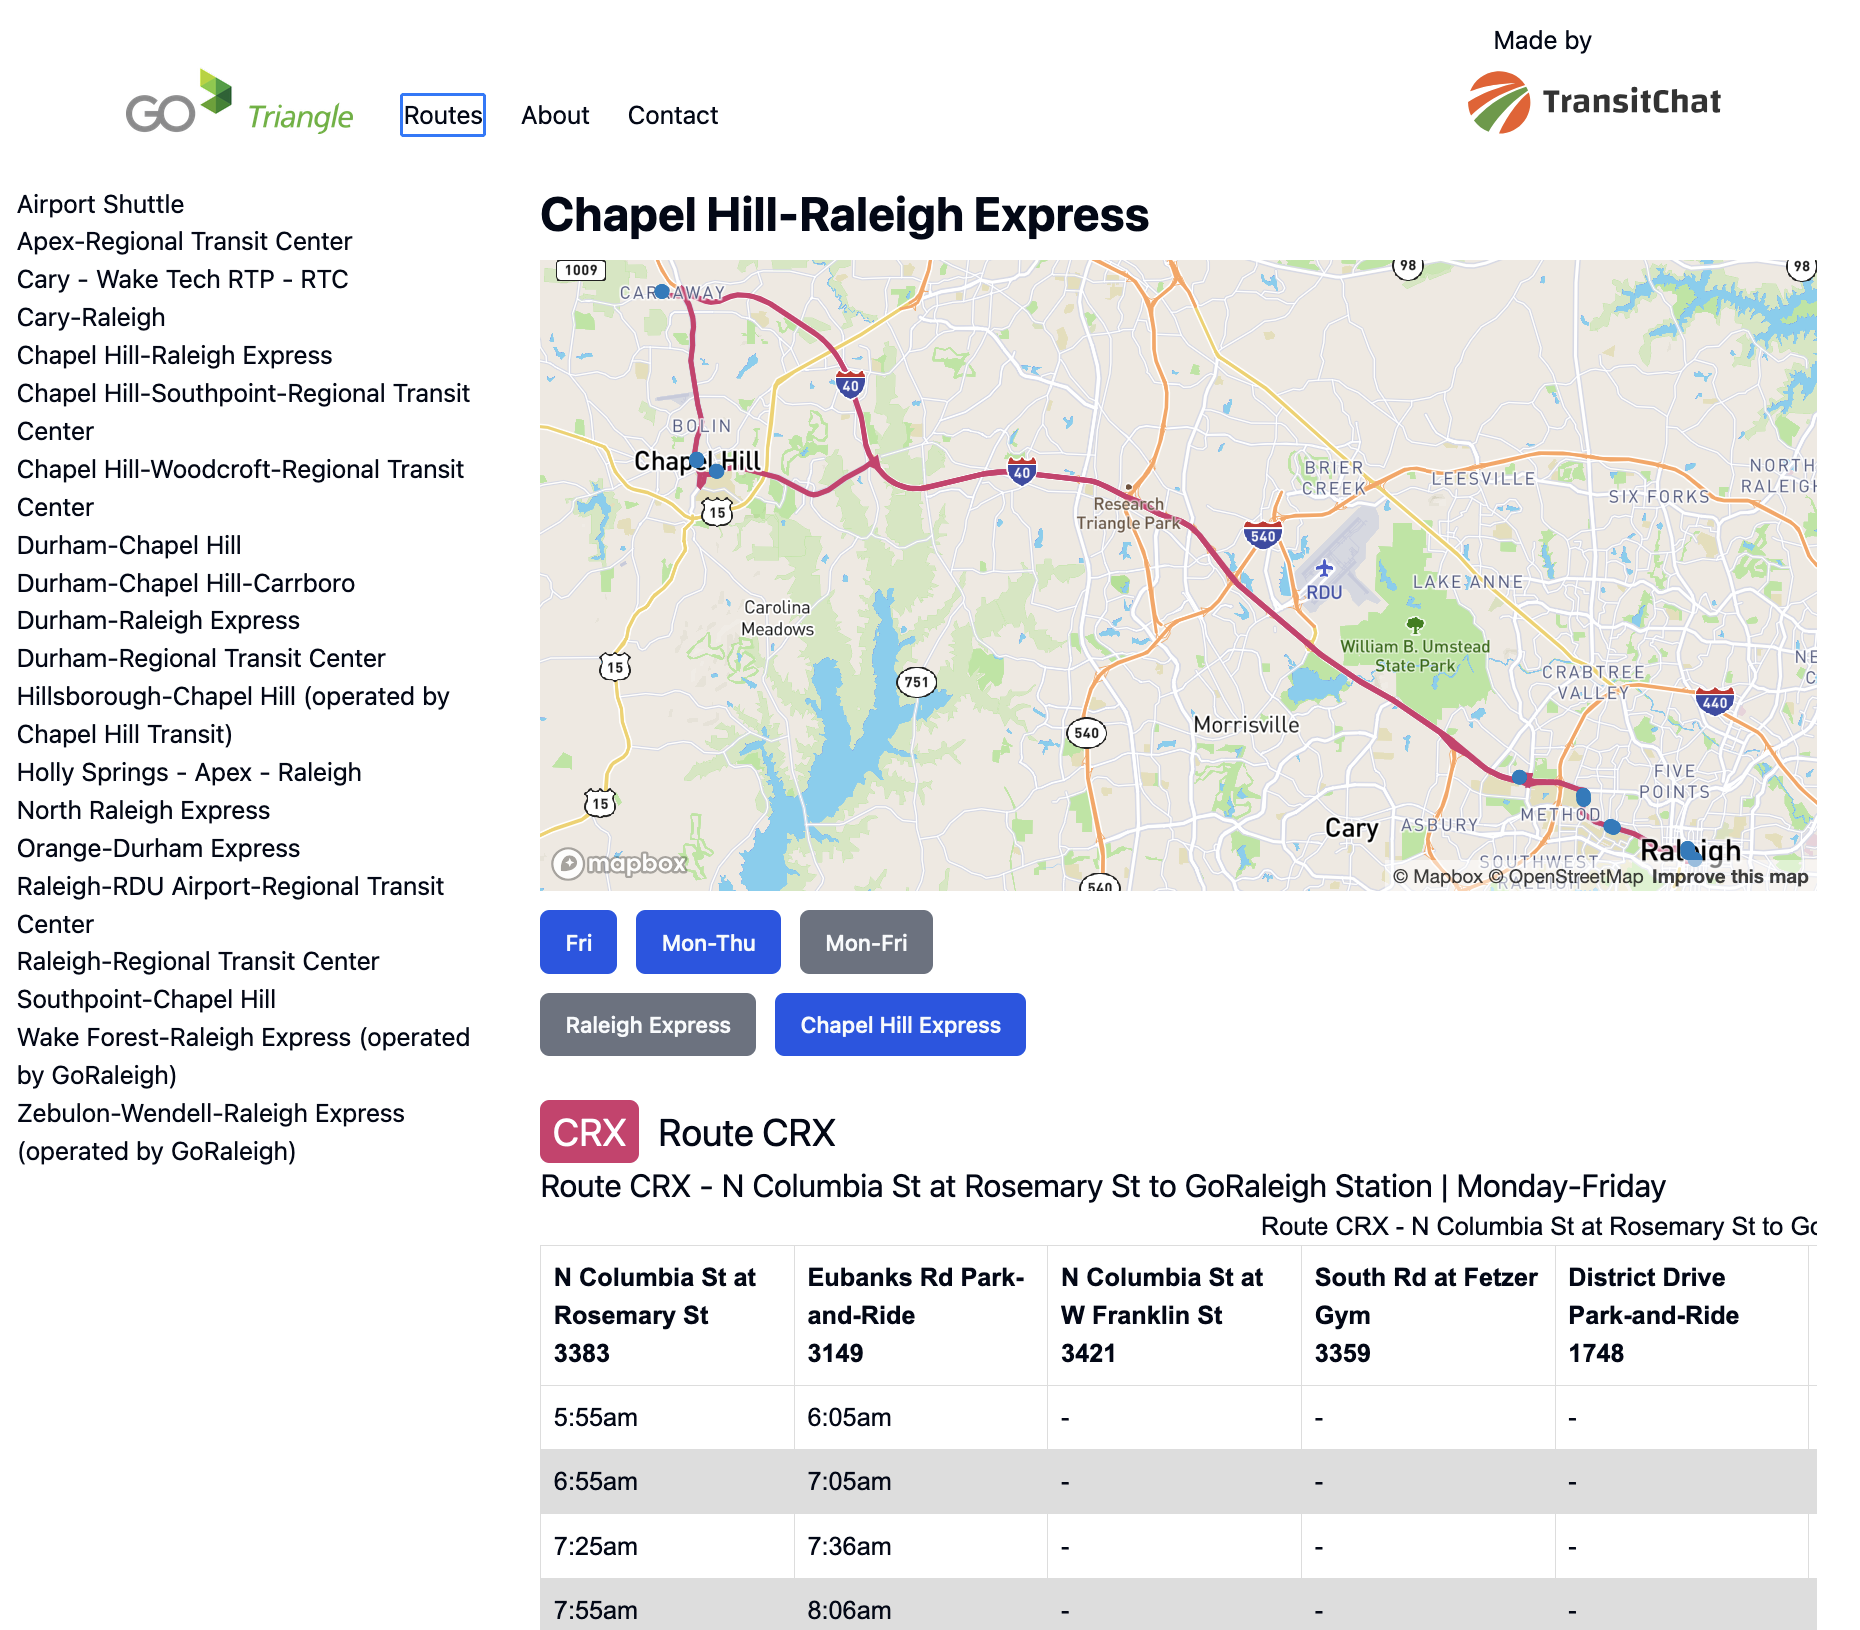 Made by
GO Triangle
Routes
About
Contact
TransitChat
Airport Shuttle
Apex-Regional Transit Center
Cary - Wake Tech RTP - RTC
Cary-Raleigh
Chapel Hill-Raleigh Express
Chapel Hill-Southpoint-Regional Transit
Center
Chapel Hill-Woodcroft-Regional Transit
Center
Durham-Chapel Hill
Durham-Chapel Hill-Carrboro
Durham-Raleigh Express
Durham-Regional Transit Center
Hillsborough-Chapel Hill (operated by
Chapel Hill Transit)
Holly Springs - Apex - Raleigh
North Raleigh Express
Orange-Durham Express
Raleigh-RDU Airport-Regional Transit
Center
Raleigh-Regional Transit Center
Southpoint-Chapel Hill
Wake Forest-Raleigh Express (operated
by GoRaleigh)
Zebulon-Wendell-Raleigh Express
(operated by GoRaleigh)
Chapel Hill-Raleigh Express
1009
98
98
40
BOLIN
Chapel Hill
15
40
Research
Triangle Park
BRIER
CREEK
LEESVILLE
SIX FORKS
NORTH
RALEIGH
540
RDU
LAKE ANNE
Carolina
Meadows
William B. Umstead
State Park
15
751
CRABTREE
VALLEY
440
540
Morrisville
FIVE
POINTS
15
Cary
ASBURY
METHOD
Raleigh
SOUTHWEST
RALEIGH
540
mapbox
© Mapbox © OpenStreetMap Improve this map
Fri
Mon-Thu
Mon-Fri
Raleigh Express
Chapel Hill Express
CRX Route CRX
Route CRX - N Columbia St at Rosemary St to GoRaleigh Station | Monday-Friday
Route CRX - N Columbia St at Rosemary St to Go
N Columbia St at
Rosemary St
3383
Eubanks Rd Park-
and-Ride
3149
N Columbia St at
W Franklin St
3421
South Rd at Fetzer
Gym
3359
District Drive
Park-and-Ride
1748
5:55am 6:05am - - -
6:55am 7:05am - - -
7:25am 7:36am - - -
7:55am 8:06am - - -